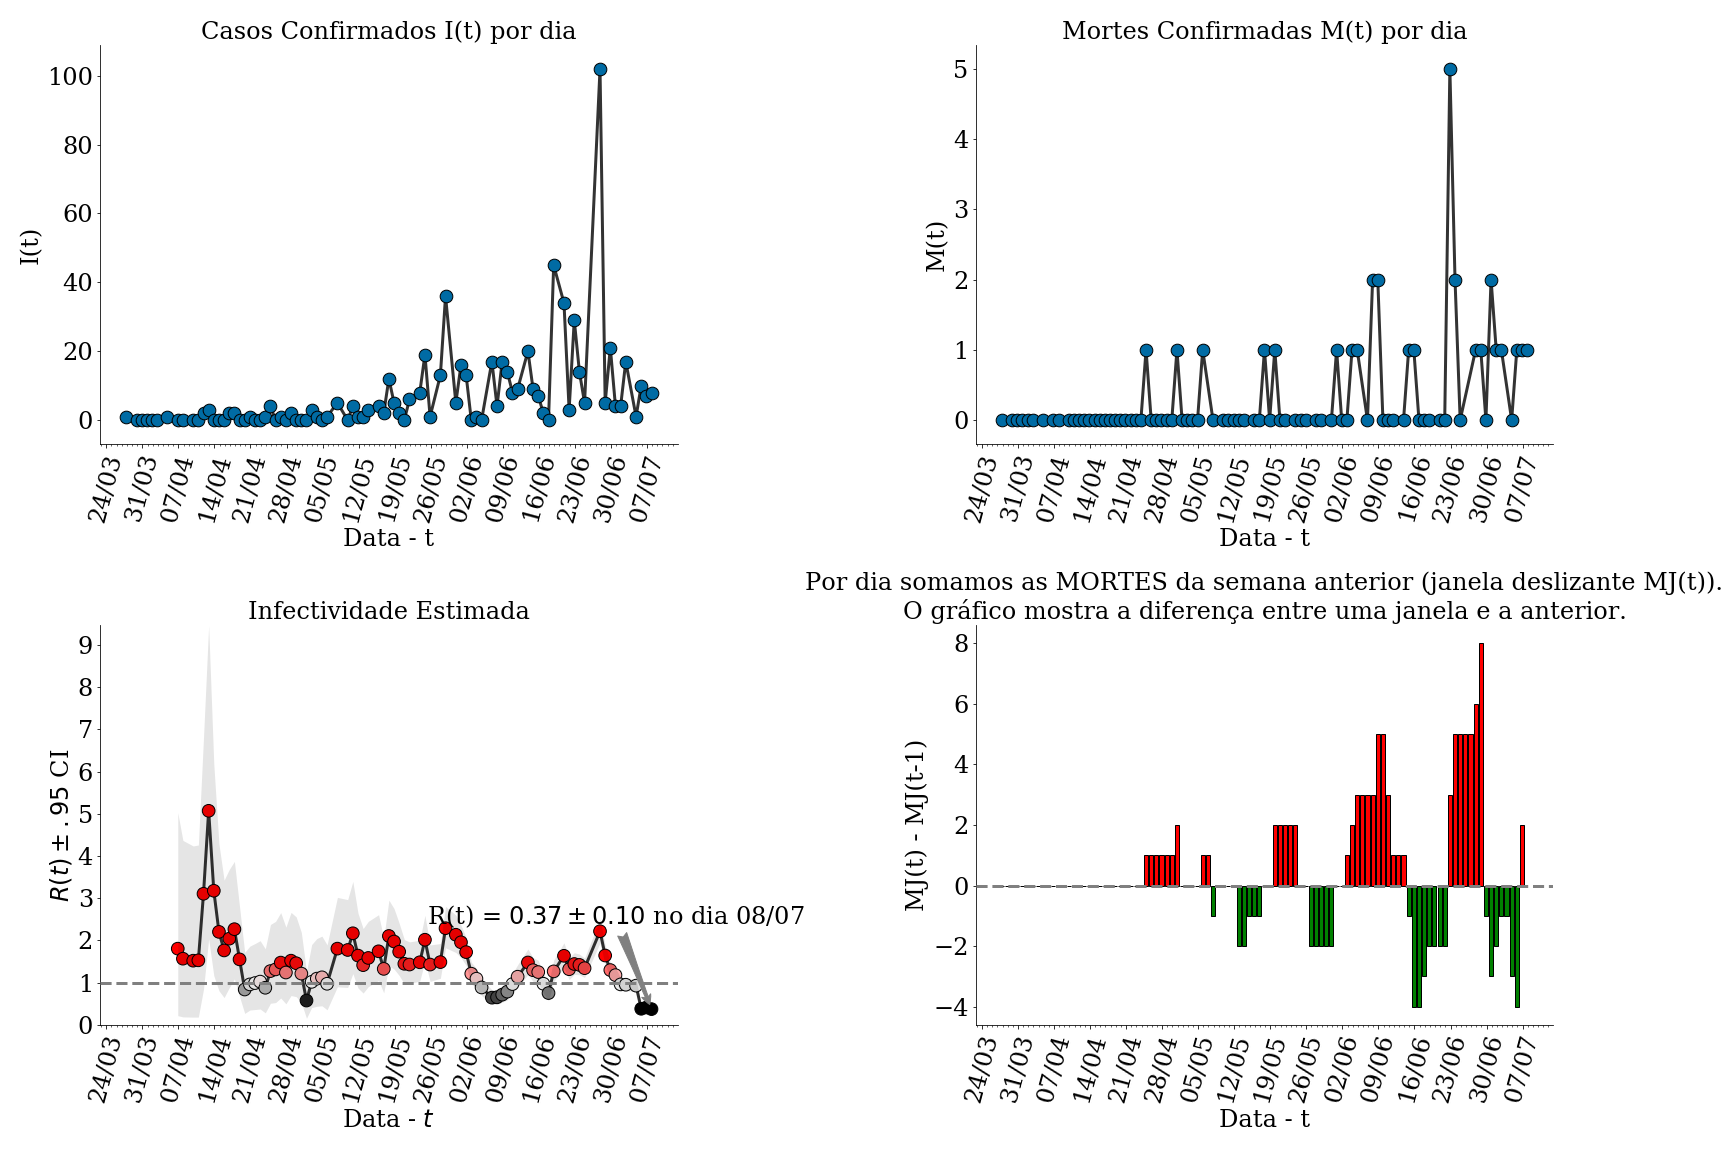 Casos Confirmados I(t) por dia
I(t)
100
80
60
40
20
0
24/03 31/03 07/04 14/04 21/04 28/04 05/05 12/05 19/05 26/05 02/06 09/06 16/06 23/06 30/06 07/07
Data - t
Mortes Confirmadas M(t) por dia
M(t)
5
4
3
2
1
0
24/03 31/03 07/04 14/04 21/04 28/04 05/05 12/05 19/05 26/05 02/06 09/06 16/06 23/06 30/06 07/07
Data - t
Infectividade Estimada
R(t) ± .95 CI
9
8
7
6
5
4
3
2
1
0
R(t) = 0.37 ± 0.10 no dia 08/07
24/03 31/03 07/04 14/04 21/04 28/04 05/05 12/05 19/05 26/05 02/06 09/06 16/06 23/06 30/06 07/07
Data - t
Por dia somamos as MORTES da semana anterior (janela deslizante MJ(t)).
O gráfico mostra a diferença entre uma janela e a anterior.
MJ(t) - MJ(t-1)
8
6
4
2
0
−2
−4
24/03 31/03 07/04 14/04 21/04 28/04 05/05 12/05 19/05 26/05 02/06 09/06 16/06 23/06 30/06 07/07
Data - t